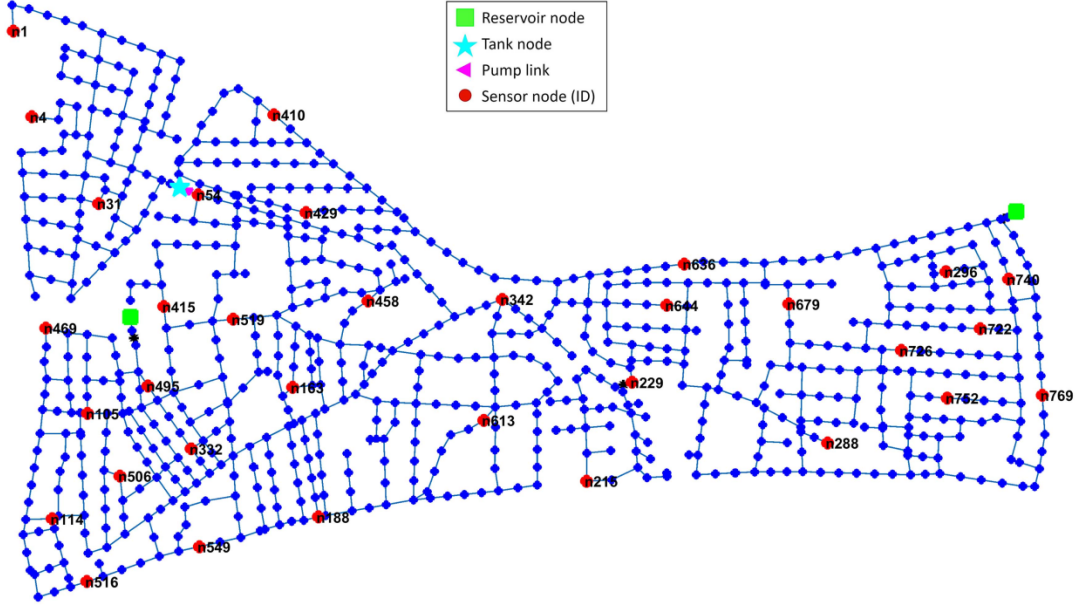 Reservoir node
Tank node
Pump link
Sensor node (ID)
n1
n4
n410
n54
n31
n429
n636
n296
n740
n415
n458
n342
n644
n679
n519
n469
n722
n726
n495
n183
n229
n105
n752
n769
n613
n332
n288
n506
n215
n114
n188
n549
n516